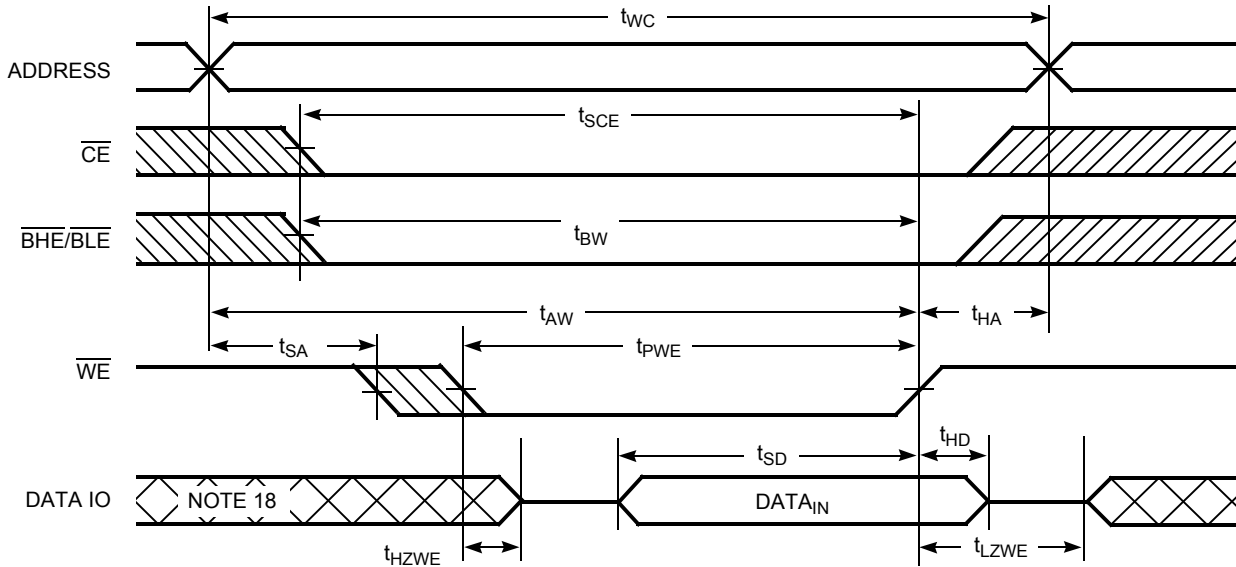 tWC
ADDRESS
tSCE
CE
BHE/BLE
tBW
tAW
tHA
tSA
tPWE
WE
tSD
tHD
DATA IO
NOTE 18
DATAIN
tHZWE
tLZWE